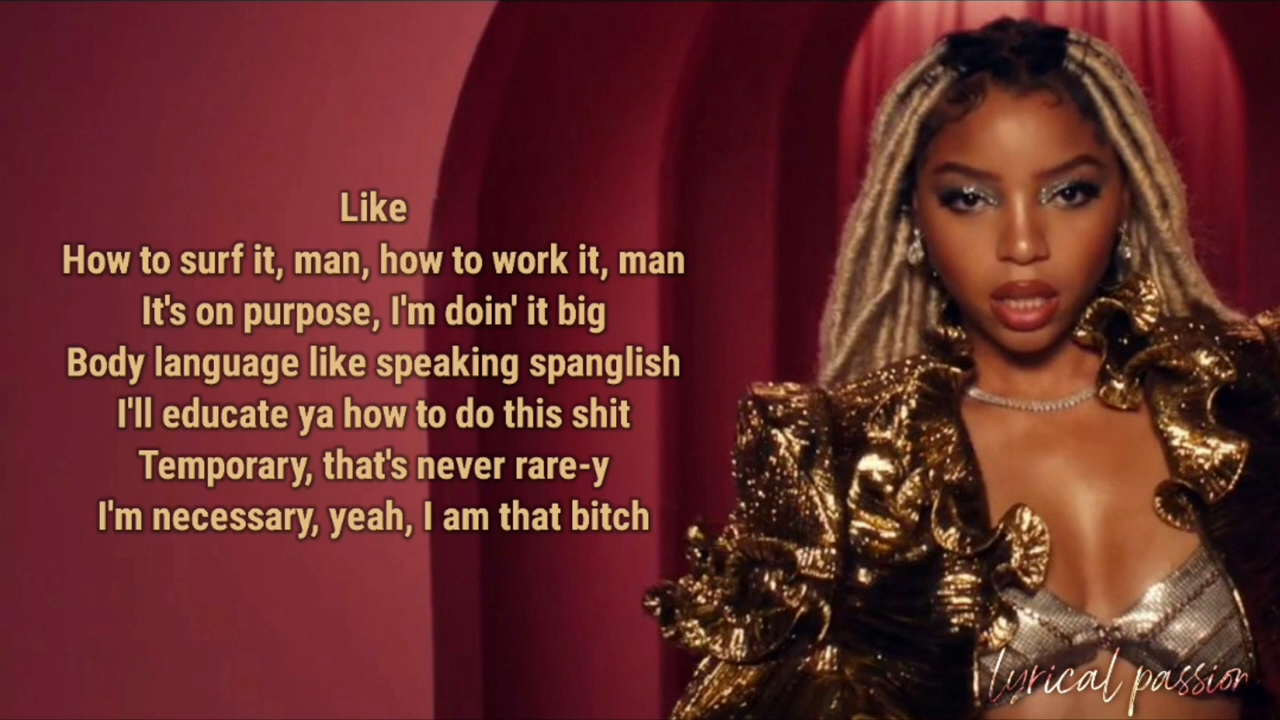 Like
How to surf it, man, how to work it, man
It's on purpose, I'm doin' it big
Body language like speaking spanglish
I'll educate ya how to do this shit
Temporary, that's never rare-y
I'm necessary, yeah, I am that bitch
lyrical passion